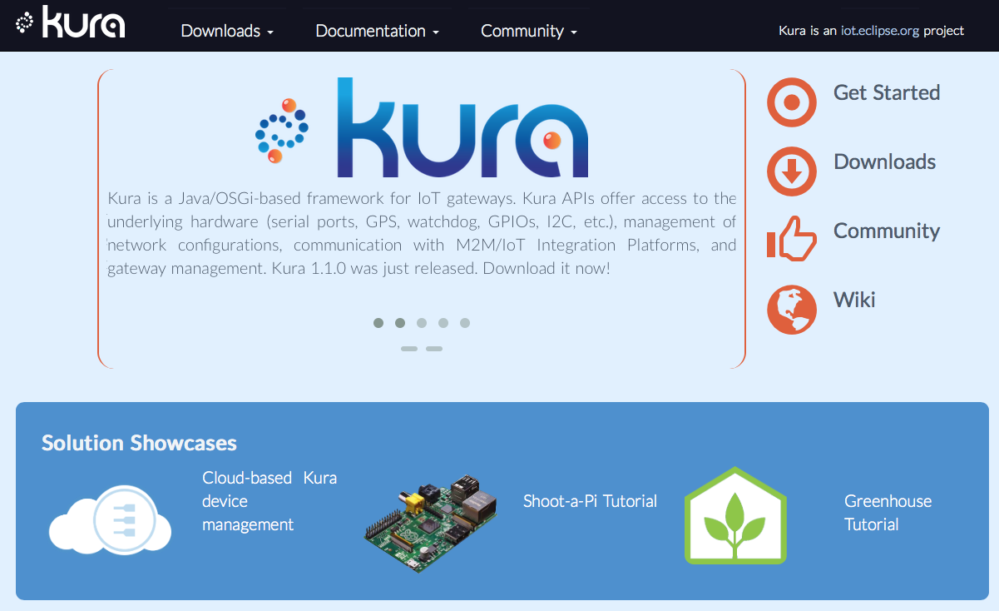 kura
Downloads
Documentation
Community
Kura is an iot.eclipse.org project
kura
Kura is a Java/OSGi-based framework for IoT gateways. Kura APIs offer access to the
underlying hardware (serial ports, GPS, watchdog, GPIOs, I2C, etc.), management of
network configurations, communication with M2M/IoT Integration Platforms, and
gateway management. Kura 1.1.0 was just released. Download it now!
Get Started
Downloads
Community
Wiki
Solution Showcases
Cloud-based Kura
device
management
Shoot-a-Pi Tutorial
Greenhouse
Tutorial